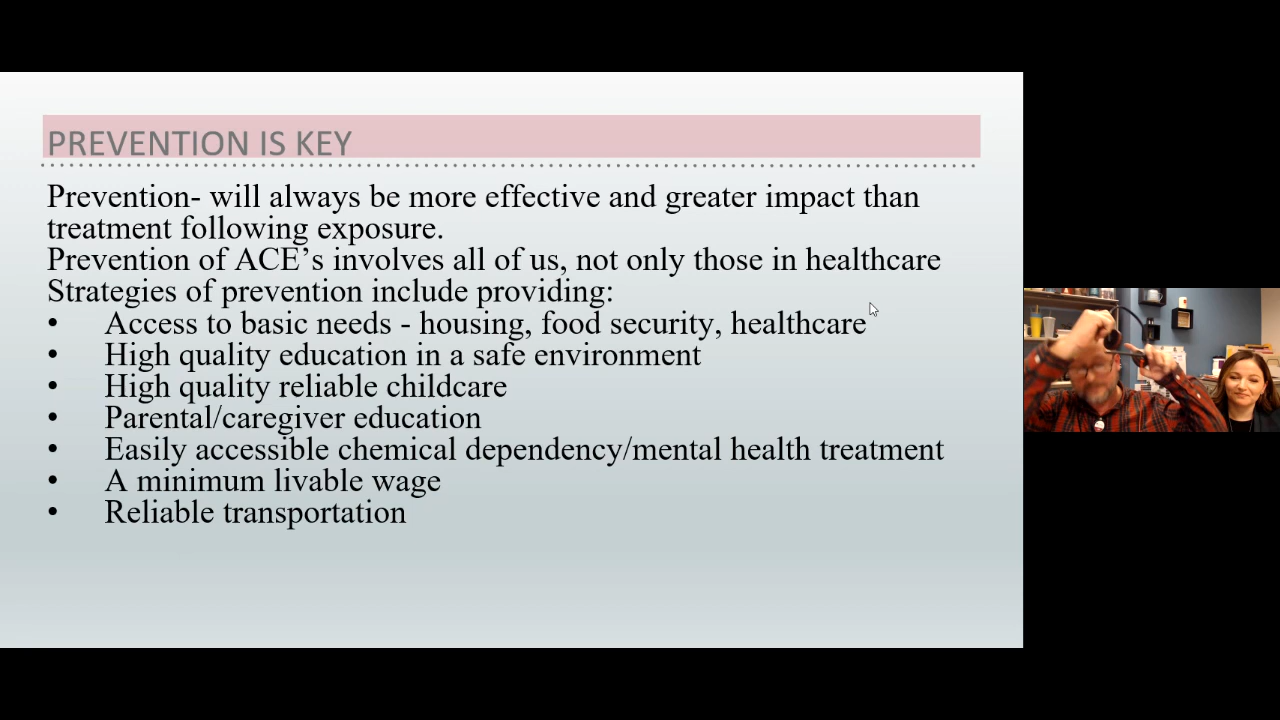 PREVENTION IS KEY
Prevention- will always be more effective and greater impact than
treatment following exposure.
Prevention of ACE’s involves all of us, not only those in healthcare
Strategies of prevention include providing:
• Access to basic needs - housing, food security, healthcare
• High quality education in a safe environment
• High quality reliable childcare
• Parental/caregiver education
• Easily accessible chemical dependency/mental health treatment
• A minimum livable wage
• Reliable transportation